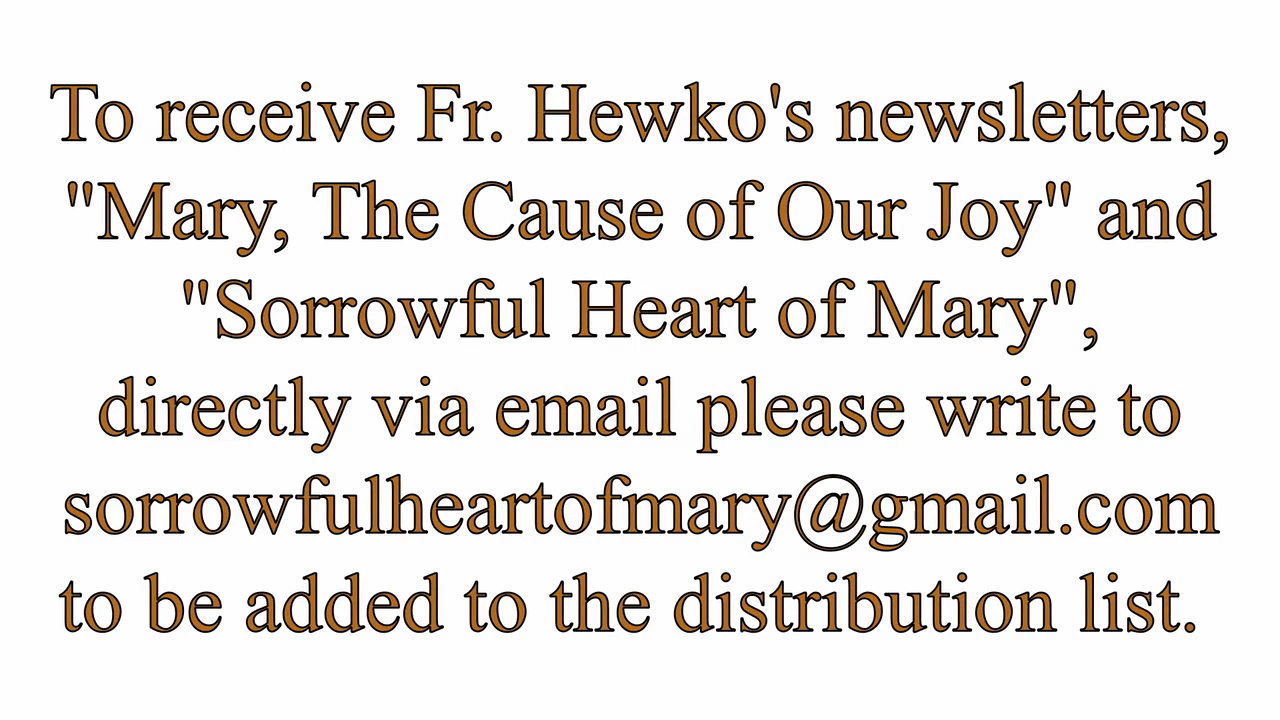 To receive Fr. Hewko's newsletters,
"Mary, The Cause of Our Joy" and
"Sorrowful Heart of Mary",
directly via email please write to
sorrowfulheartofmary@gmail.com
to be added to the distribution list.